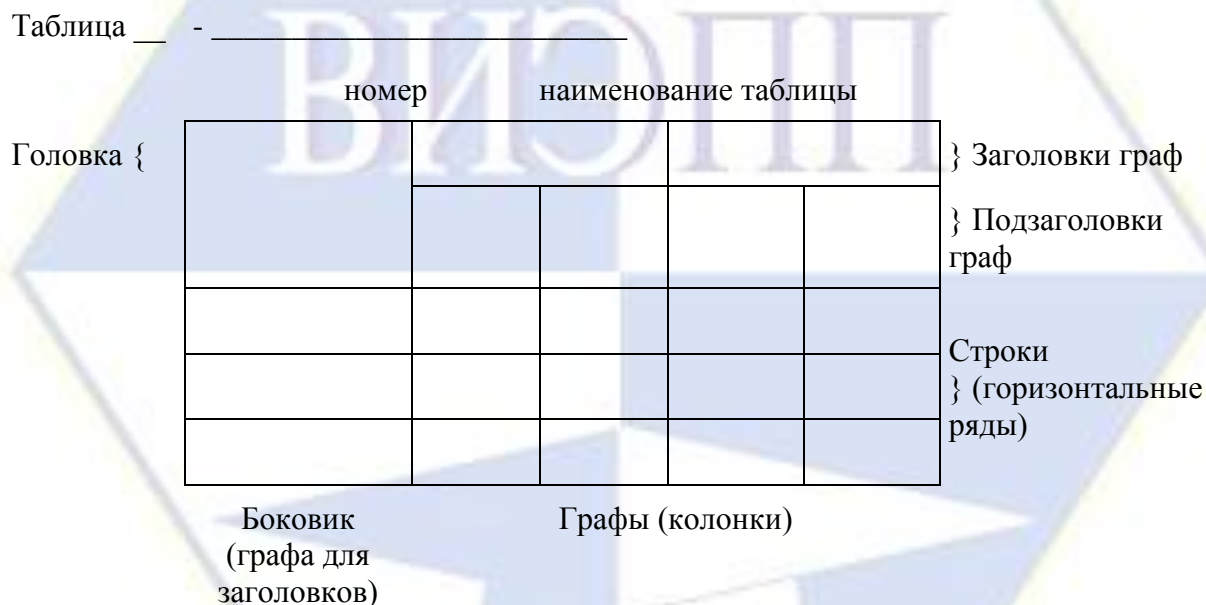 ВИЭПП
Таблица __ - __________________________
номер наименование таблицы
Головка {
} Заголовки граф
} Подзаголовки
граф
Строки
} (горизонтальные
ряды)
Боковик
(графа для
заголовков)
Графы (колонки)